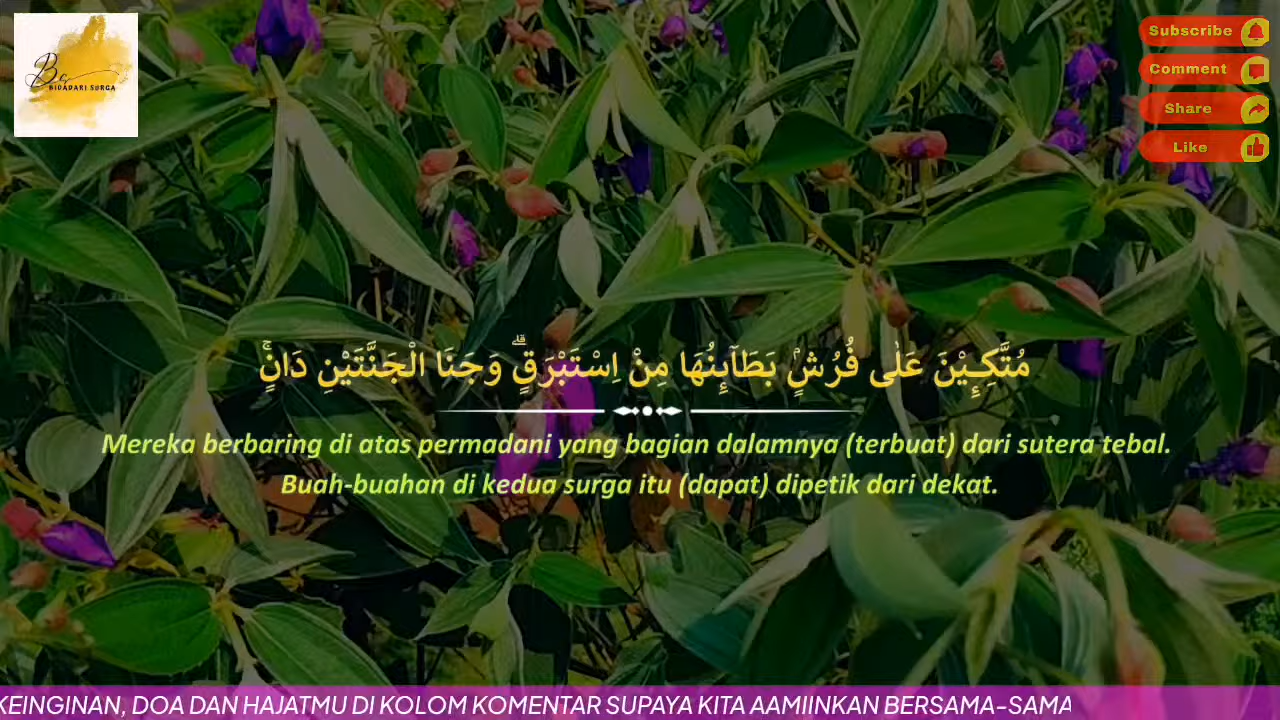 Bs
BIDADARI SURGA
Subscribe
Comment
Share
Like
مُتَّكِـِٕيْنَ عَلٰى فُرُشٍۢ بَطَاۤىِٕنُهَا مِنْ اِسْتَبْرَقٍۗ وَجَنَا الْجَنَّتَيْنِ دَانٍۚ
Mereka berbaring di atas permadani yang bagian dalamnya (terbuat) dari sutera tebal.
Buah-buahan di kedua surga itu (dapat) dipetik dari dekat.
KEINGINAN, DOA DAN HAJATMU DI KOLOM KOMENTAR SUPAYA KITA AAMIINKAN BERSAMA-SAMA